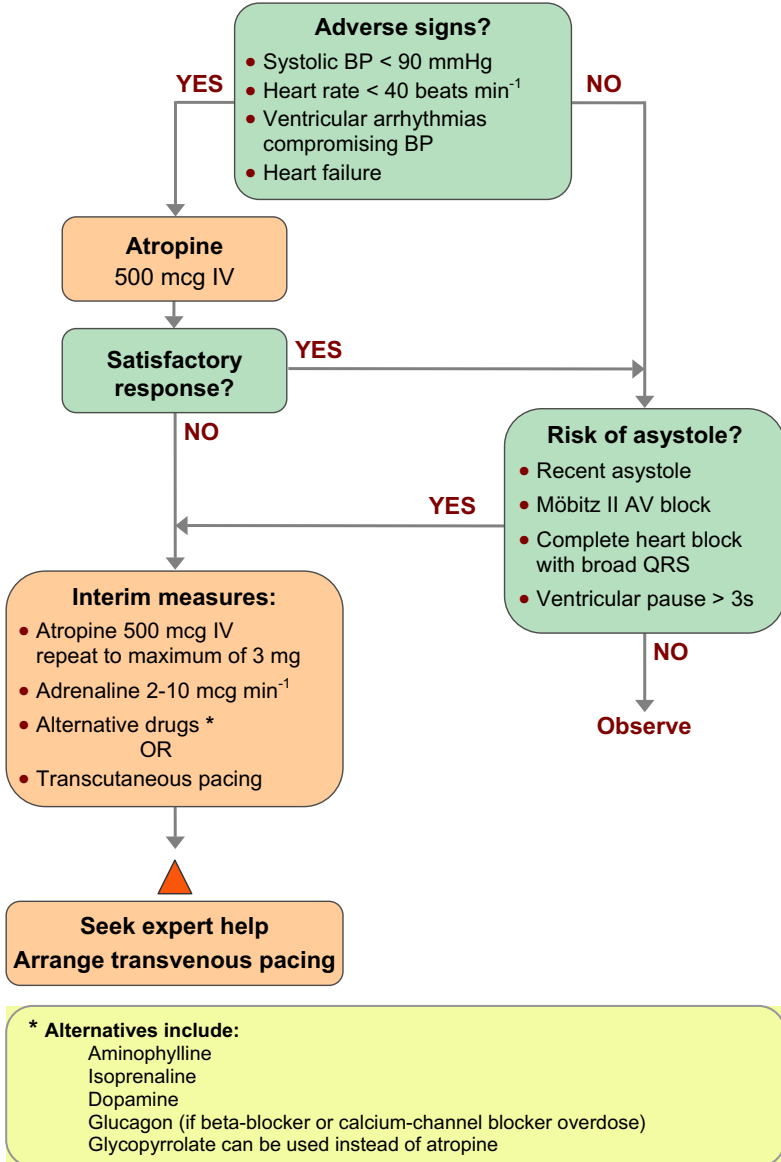 Adverse signs?
• Systolic BP < 90 mmHg
• Heart rate < 40 beats min⁻¹
• Ventricular arrhythmias
compromising BP
• Heart failure
YES
NO
Atropine
500 mcg IV
Satisfactory
response?
YES
NO
Risk of asystole?
• Recent asystole
• Möbitz II AV block
• Complete heart block
with broad QRS
• Ventricular pause > 3s
YES
NO
Observe
Interim measures:
• Atropine 500 mcg IV
repeat to maximum of 3 mg
• Adrenaline 2-10 mcg min⁻¹
• Alternative drugs *
OR
• Transcutaneous pacing
Seek expert help
Arrange transvenous pacing
* Alternatives include:
Aminophylline
Isoprenaline
Dopamine
Glucagon (if beta-blocker or calcium-channel blocker overdose)
Glycopyrrolate can be used instead of atropine